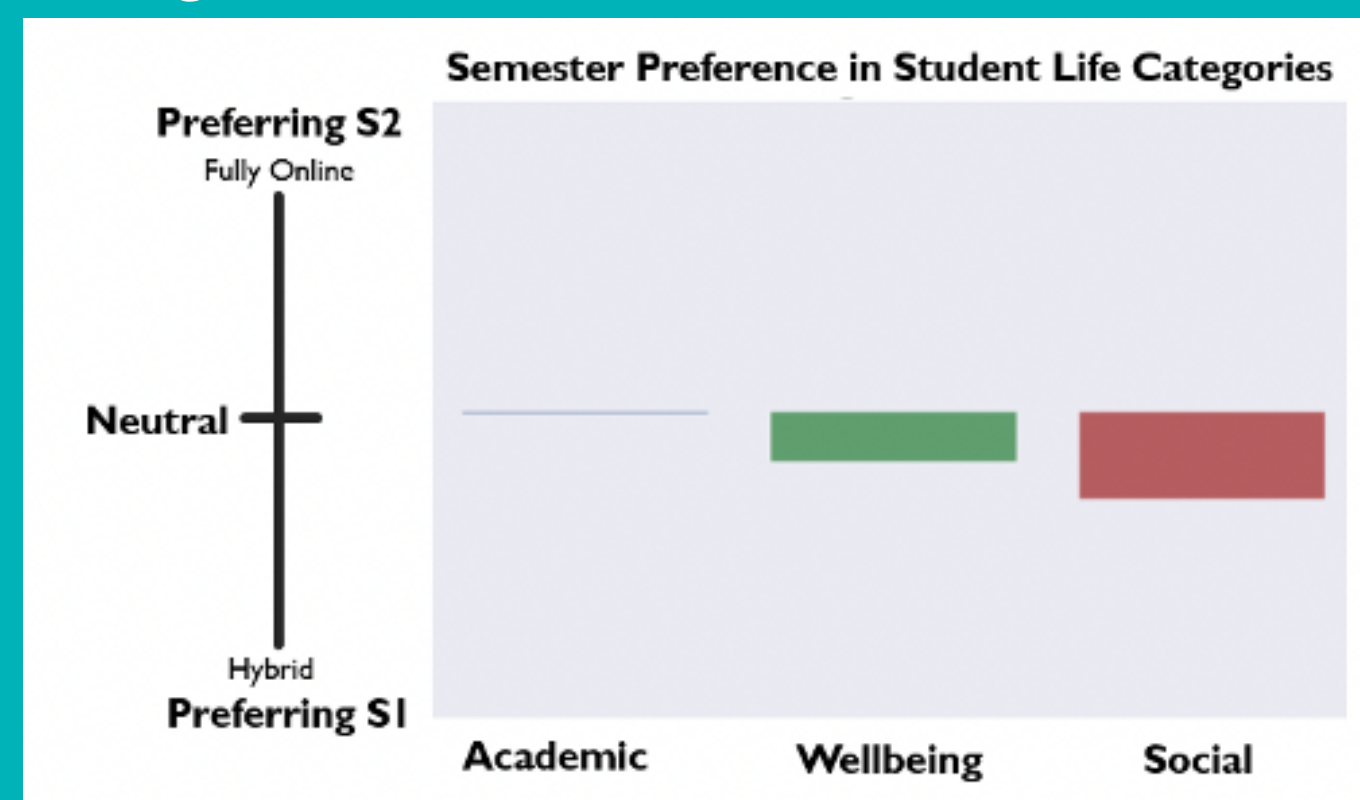 Semester Preference in Student Life Categories
Preferring S2
Fully Online
Neutral
Hybrid
Preferring S1
Academic
Wellbeing
Social